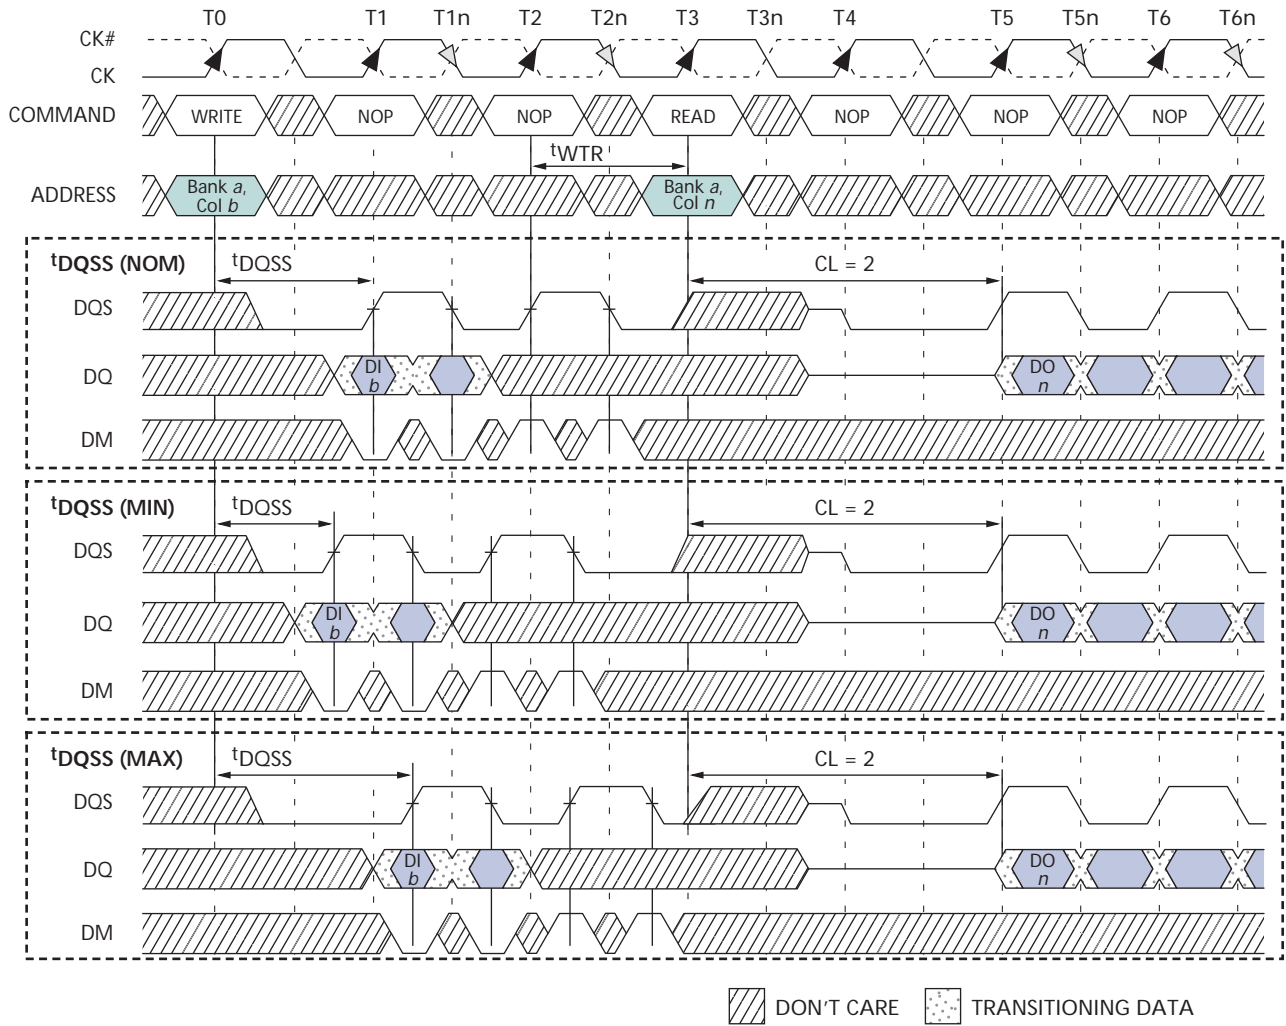 T0 T1 T1n T2 T2n T3 T3n T4 T5 T5n T6 T6n
CK#
CK
COMMAND WRITE NOP NOP READ NOP NOP NOP
tWTR
ADDRESS Bank a, Col b Bank a, Col n
tDQSS (NOM) tDQSS CL = 2
DQS
DQ DI b DO n
DM
tDQSS (MIN) tDQSS CL = 2
DQS
DQ DI b DO n
DM
tDQSS (MAX) tDQSS CL = 2
DQS
DQ DI b DO n
DM
DON'T CARE TRANSITIONING DATA